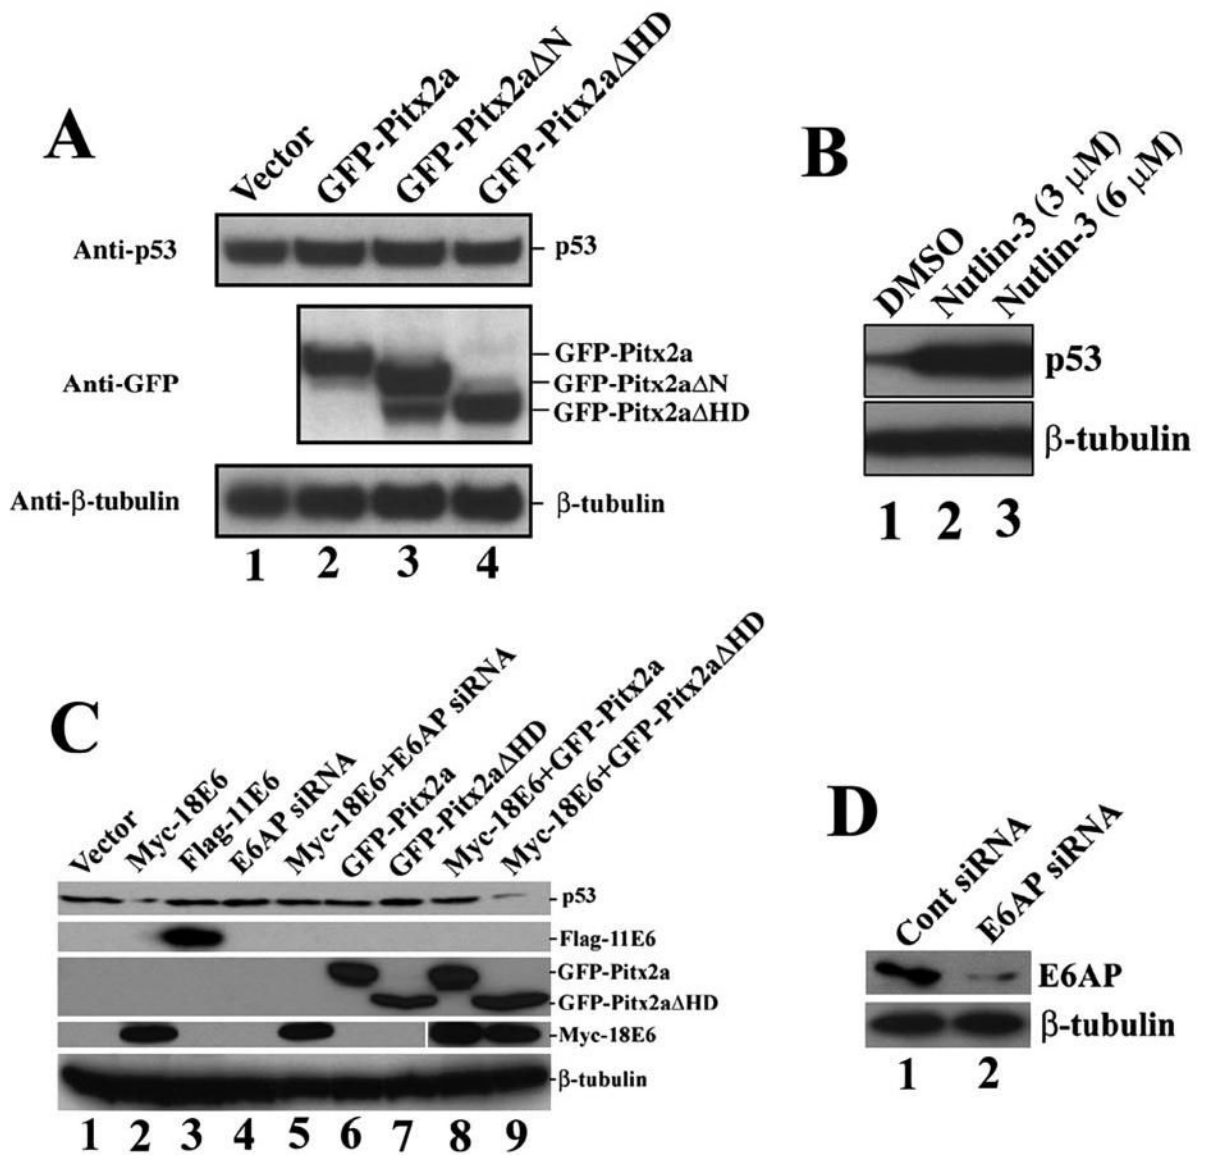 A
Vector
GFP-Pitx2a
GFP-Pitx2aΔN
GFP-Pitx2aΔHD
Anti-p53
p53
Anti-GFP
GFP-Pitx2a
GFP-Pitx2aΔN
GFP-Pitx2aΔHD
Anti-β-tubulin
β-tubulin
1 2 3 4
B
DMSO
Nutlin-3 (3 μM)
Nutlin-3 (6 μM)
p53
β-tubulin
1 2 3
C
Vector
Myc-18E6
Flag-11E6
E6AP siRNA
Myc-18E6+E6AP siRNA
GFP-Pitx2a
GFP-Pitx2aΔHD
Myc-18E6+GFP-Pitx2a
Myc-18E6+GFP-Pitx2aΔHD
p53
Flag-11E6
GFP-Pitx2a
GFP-Pitx2aΔHD
Myc-18E6
β-tubulin
1 2 3 4 5 6 7 8 9
D
Cont siRNA
E6AP siRNA
E6AP
β-tubulin
1 2